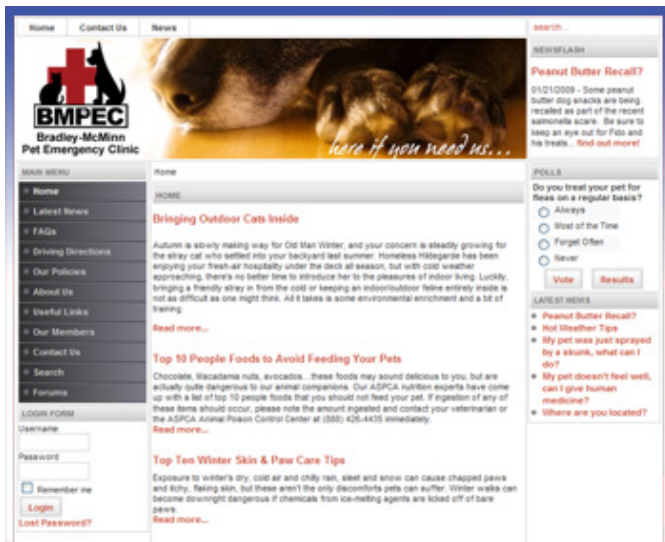 Home
Contact Us
News
search...
BMPEC
Bradley-McMinn
Pet Emergency Clinic
here if you need us...
NEWSFLASH
Peanut Butter Recall?
01/21/2009 - Some peanut
butter dog snacks are being
recalled as part of the recent
salmonella scare. Be sure to
keep an eye out for Fido and
his treats... find out more!
MAIN MENU
Home
Latest News
FAQs
Driving Directions
Our Policies
About Us
Useful Links
Our Members
Contact Us
Search
Forums
LOGIN FORM
Username
Password
Remember me
Login
Lost Password?
Home
HOME
Bringing Outdoor Cats Inside
Autumn is slowly making way for Old Man Winter, and your concern is steadily growing for
the stray cat who settled into your backyard last summer. Homeless Hildegarde has been
enjoying your fresh-air hospitality under the deck all season, but with cold weather
approaching, there's no better time to introduce her to the pleasures of indoor living. Luckily,
bringing a friendly stray in from the cold or keeping an indoor/outdoor feline entirely inside is
not as difficult as one might think. All it takes is some environmental enrichment and a bit of
training.
Read more...
Top 10 People Foods to Avoid Feeding Your Pets
Chocolate, Macadamia nuts, avocados...these foods may sound delicious to you, but are
actually quite dangerous to our animal companions. Our ASPCA nutrition experts have come
up with a list of top 10 people foods that you should not feed your pet. If ingestion of any of
these items should occur, please note the amount ingested and contact your veterinarian or
the ASPCA Animal Poison Control Center at (888) 426-4435 immediately.
Read more...
Top Ten Winter Skin & Paw Care Tips
Exposure to winter's dry, cold air and chilly rain, sleet and snow can cause chapped paws
and itchy, flaking skin, but these aren't the only discomforts pets can suffer. Winter walks can
become downright dangerous if chemicals from ice-melting agents are licked off of bare
paws.
Read more...
POLLS
Do you treat your pet for
fleas on a regular basis?
Always
Most of the Time
Forget Often
Never
Vote
Results
LATEST NEWS
Peanut Butter Recall?
Hot Weather Tips
My pet was just sprayed
by a skunk, what can I
do?
My pet doesn't feel well,
can I give human
medicine?
Where are you located?